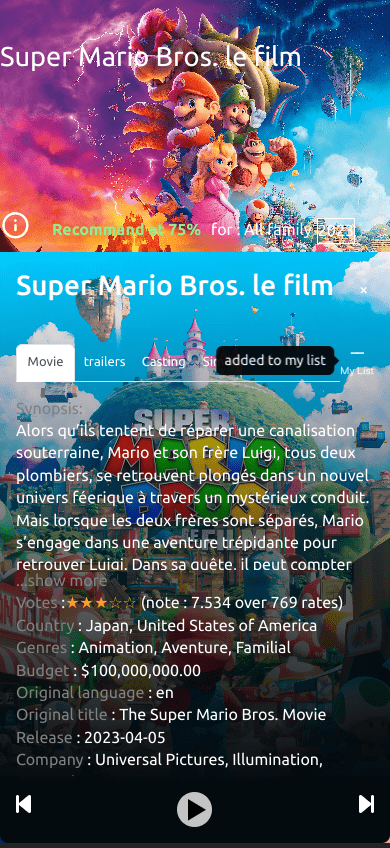 Super Mario Bros. le film
Recommand at 75% for : All family 2023
Super Mario Bros. le film ×
Movie trailers Casting added to my list
My List
Synopsis:
Alors qu'ils tentent de réparer une canalisation
souterraine, Mario et son frère Luigi, tous deux
plombiers, se retrouvent plongés dans un nouvel
univers féerique à travers un mystérieux conduit.
Mais lorsque les deux frères sont séparés, Mario
s'engage dans une aventure trépidante pour
retrouver Luigi. Dans sa quête, il peut compter
...show more
SUPER
MARIO
BROS
LE FILM
Votes :★★★☆☆ (note : 7.534 over 769 rates)
Country : Japan, United States of America
Genres : Animation, Aventure, Familial
Budget : $100,000,000.00
Original language : en
Original title : The Super Mario Bros. Movie
Release : 2023-04-05
Company : Universal Pictures, Illumination,